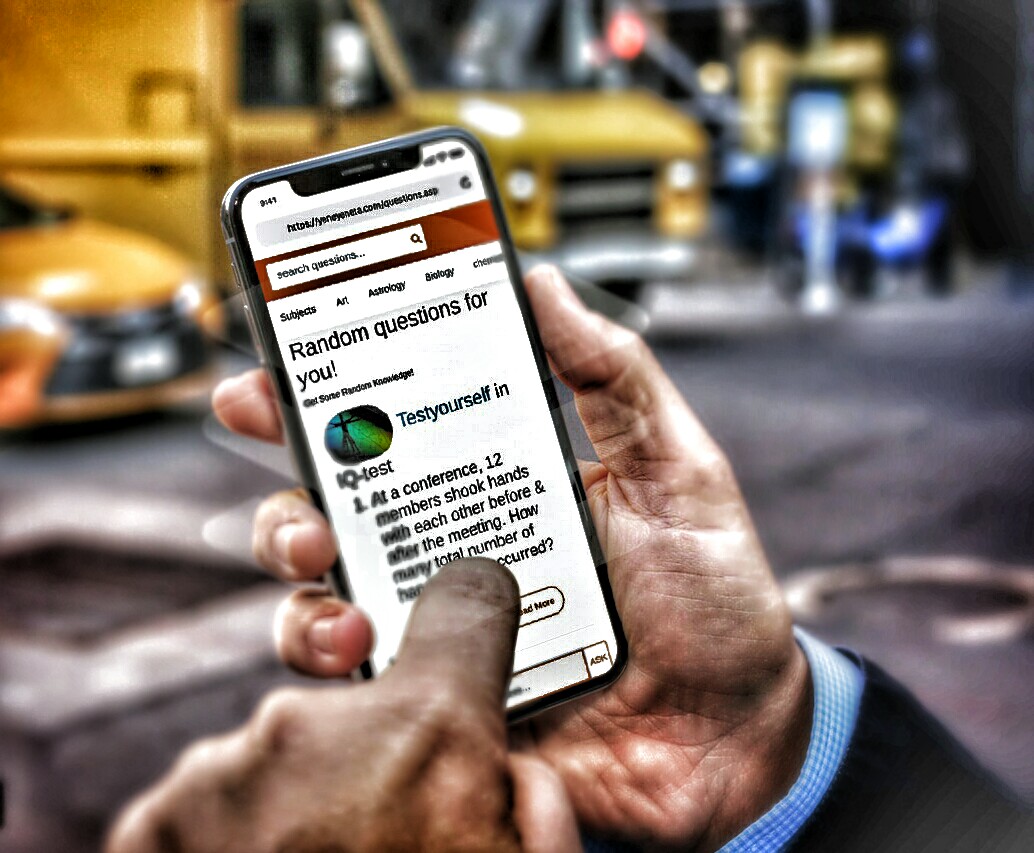 9:41
https://yeneyeneta.com/questions.asp
search questions...
Subjects Art Astrology Biology
Random questions for
you!
Get Some Random Knowledge!
Testyourself in
IQ-test
1. At a conference, 12
members shook hands
with each other before &
after the meeting. How
many total number of
More
ASK